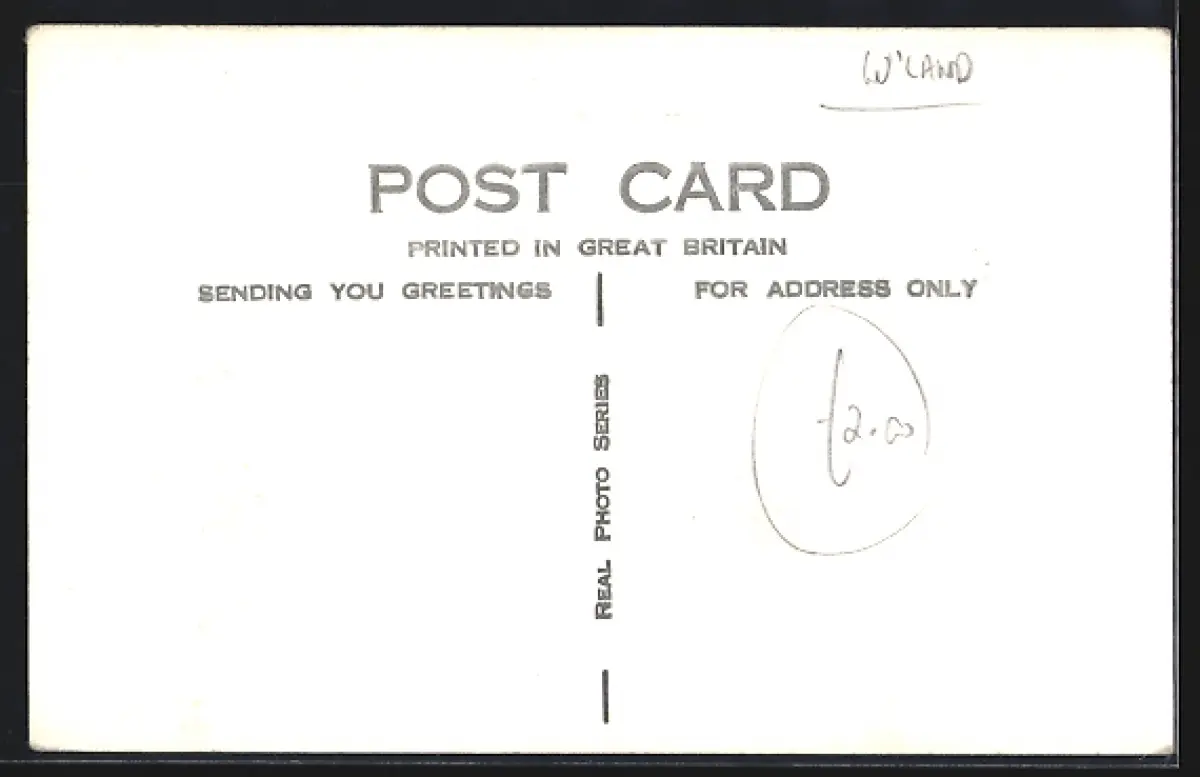 W'LAND
POST CARD
PRINTED IN GREAT BRITAIN
SENDING YOU GREETINGS
FOR ADDRESS ONLY
REAL PHOTO SERIES
£2.00